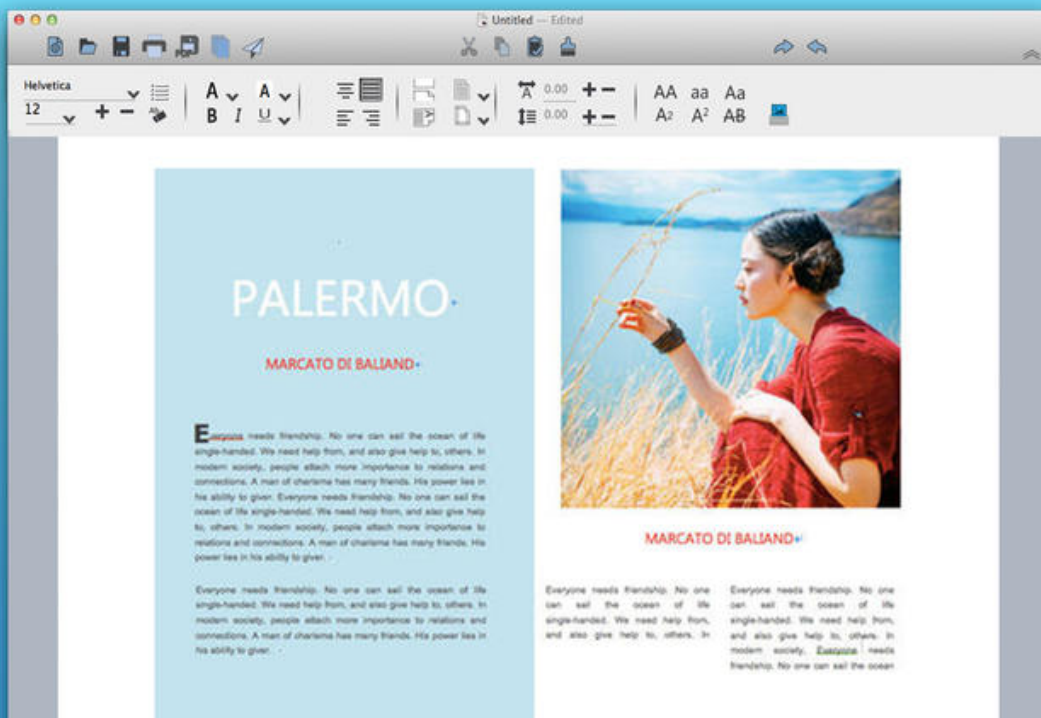 Untitled — Edited
PDF
Helvetica
12
A A
B I U
0.00
0.00
AA aa Aa
A2 A2 AB
PALERMO
MARCATO DI BALIAND
Eeryone needs friendship. No one can sail the ocean of life
single-handed. We need help from, and also give help to, others. In
modern society, people attach more importance to relations and
connections. A man of charisma has many friends. His power lies in
his ability to giver. Everyone needs friendship. No one can sail the
ocean of life single-handed. We need help from, and also give help
to, others. In modern society, people attach more importance to
relations and connections. A man of charisma has many friends. His
power lies in his ability to giver.
Everyone needs friendship. No one can sail the ocean of life
single-handed. We need help from, and also give help to, others. In
modern society, people attach more importance to relations and
connections. A man of charisma has many friends. His power lies in
his ability to giver.
MARCATO DI BALIAND
Everyone needs friendship. No one
can sail the ocean of life
single-handed. We need help from,
and also give help to, others. In
Everyone needs friendship. No one
can sail the ocean of life
single-handed. We need help from,
and also give help to, others. In
modern society, Everyone needs
friendship. No one can sail the ocean